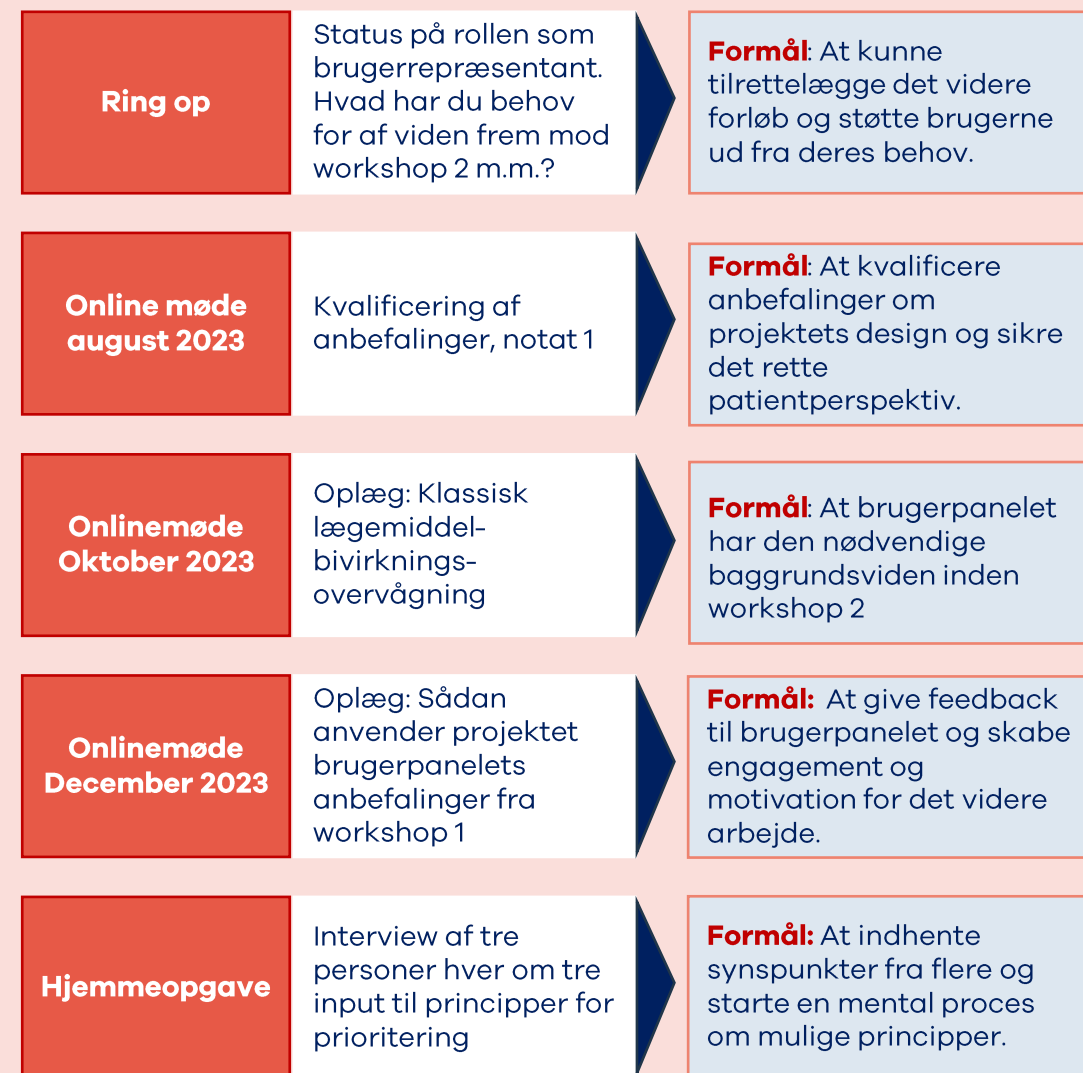 Ring op
Status på rollen som
brugerrepræsentant.
Hvad har du behov
for af viden frem mod
workshop 2 m.m.?
Formål: At kunne
tilrettelægge det videre
forløb og støtte brugerne
ud fra deres behov.
Online møde
august 2023
Kvalificering af
anbefalinger, notat 1
Formål: At kvalificere
anbefalinger om
projektets design og sikre
det rette
patientperspektiv.
Onlinemøde
Oktober 2023
Oplæg: Klassisk
lægemiddel-
bivirknings-
overvågning
Formål: At brugerpanelet
har den nødvendige
baggrundsviden inden
workshop 2
Onlinemøde
December 2023
Oplæg: Sådan
anvender projektet
brugerpanelets
anbefalinger fra
workshop 1
Formål: At give feedback
til brugerpanelet og skabe
engagement og
motivation for det videre
arbejde.
Hjemmeopgave
Interview af tre
personer hver om tre
input til principper for
prioritering
Formål: At indhente
synspunkter fra flere og
starte en mental proces
om mulige principper.